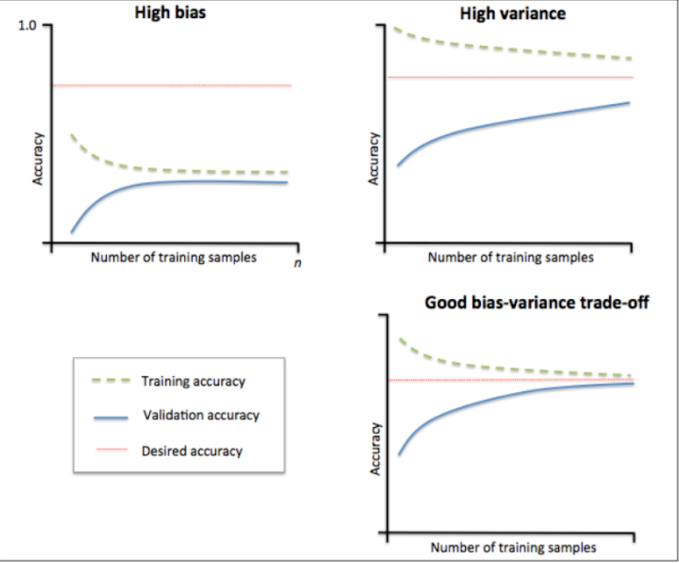 High bias
1.0
Accuracy
Number of training samples
n
High variance
Accuracy
Number of training samples
Training accuracy
Validation accuracy
Desired accuracy
Good bias-variance trade-off
Accuracy
Number of training samples